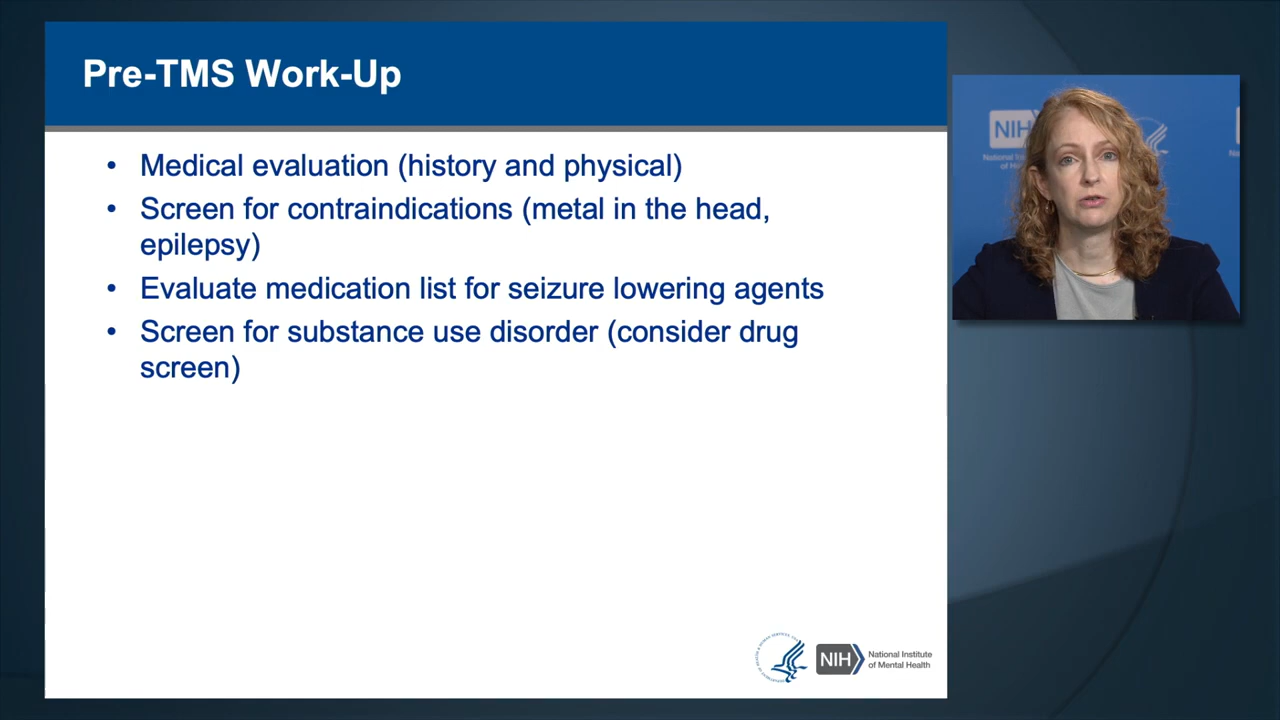 Pre-TMS Work-Up
• Medical evaluation (history and physical)
• Screen for contraindications (metal in the head,
epilepsy)
• Evaluate medication list for seizure lowering agents
• Screen for substance use disorder (consider drug
screen)
NIH
National Institute
of Mental Health
NIH